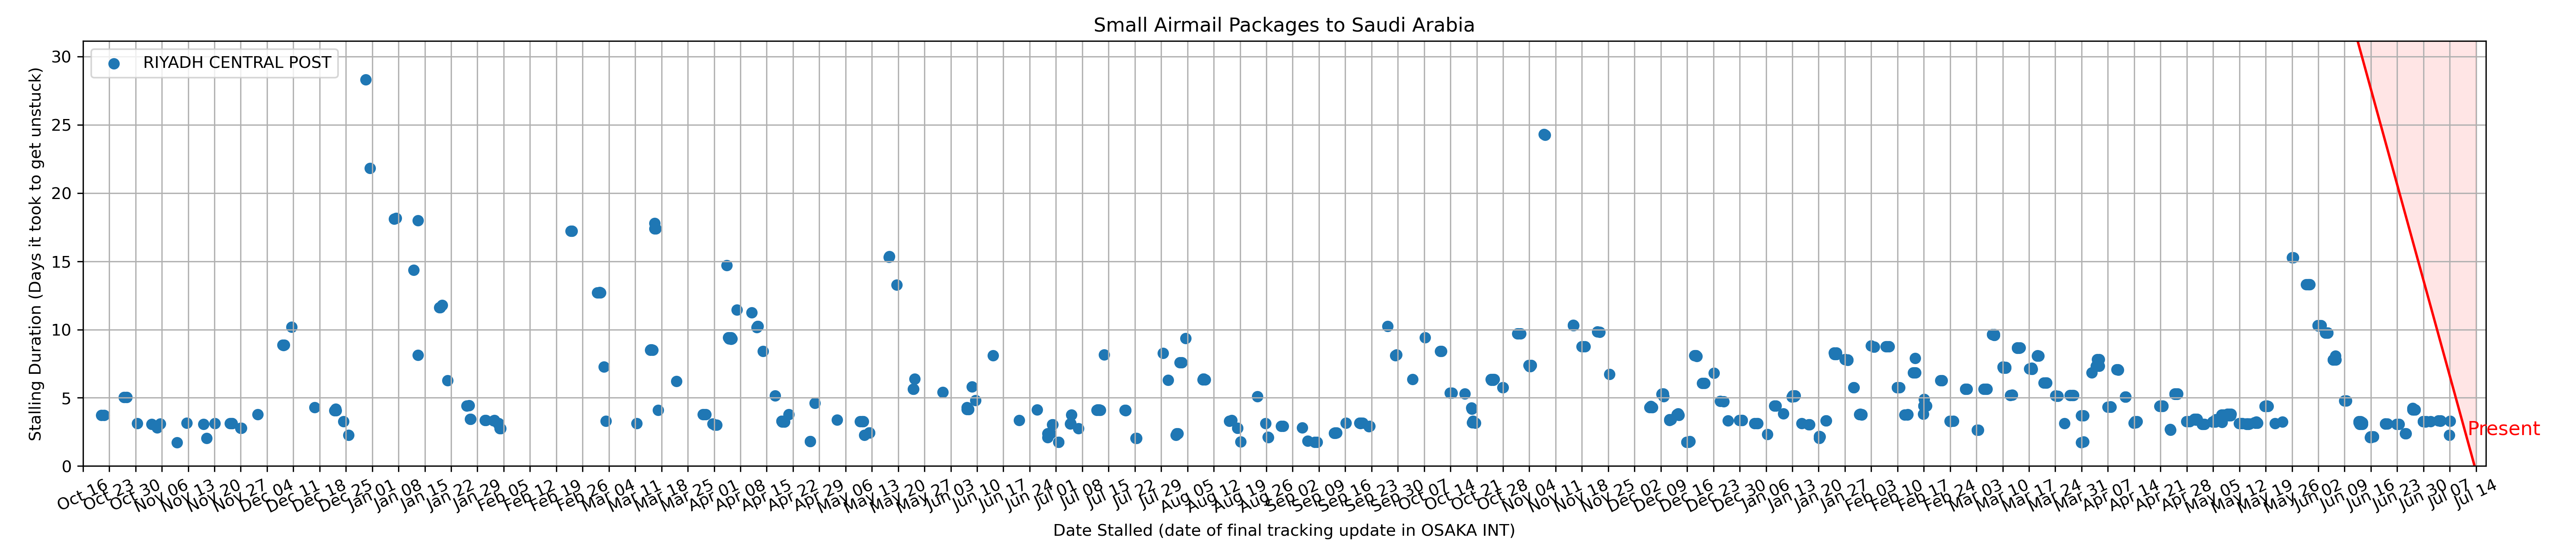 Small Airmail Packages to Saudi Arabia
RIYADH CENTRAL POST
Stalling Duration (Days it took to get unstuck)
30
25
20
15
10
5
0
Present
Oct 16
Oct 23
Oct 30
Nov 06
Nov 13
Nov 20
Nov 27
Dec 04
Dec 11
Dec 18
Dec 25
Jan 01
Jan 08
Jan 15
Jan 22
Jan 29
Feb 05
Feb 12
Feb 19
Feb 26
Mar 04
Mar 11
Mar 18
Mar 25
Apr 01
Apr 08
Apr 15
Apr 22
Apr 29
May 06
May 13
May 20
May 27
Jun 03
Jun 10
Jun 17
Jun 24
Jul 01
Jul 08
Jul 15
Jul 22
Jul 29
Aug 05
Aug 12
Aug 19
Aug 26
Sep 02
Sep 09
Sep 16
Sep 23
Sep 30
Oct 07
Oct 14
Oct 21
Oct 28
Nov 04
Nov 11
Nov 18
Nov 25
Dec 02
Dec 09
Dec 16
Dec 23
Dec 30
Jan 06
Jan 13
Jan 20
Jan 27
Feb 03
Feb 10
Feb 17
Feb 24
Mar 03
Mar 10
Mar 17
Mar 24
Mar 31
Apr 07
Apr 14
Apr 21
Apr 28
May 05
May 12
May 19
May 26
Jun 02
Jun 09
Jun 16
Jun 23
Jun 30
Jul 07
Jul 14
Date Stalled (date of final tracking update in OSAKA INT)